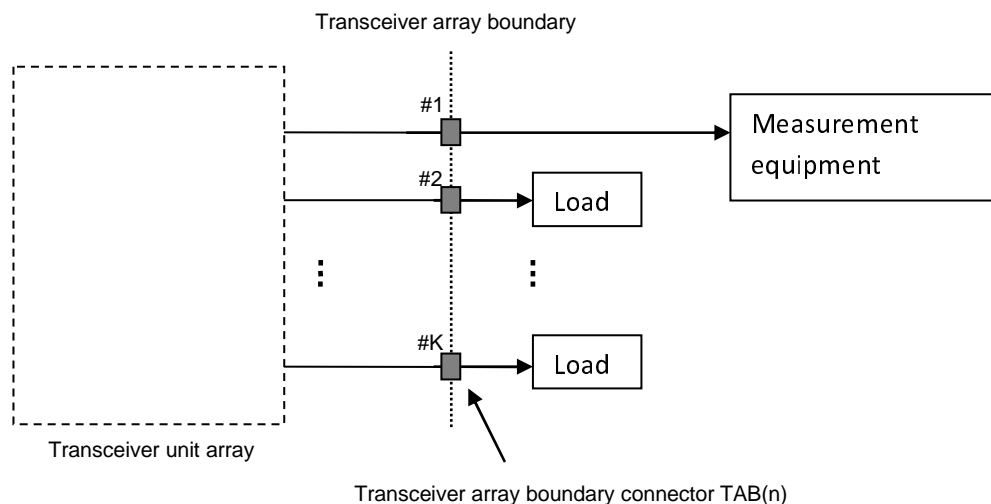 Transceiver array boundary
#1
Measurement
equipment
#2
Load
#K
Load
Transceiver unit array
Transceiver array boundary connector TAB(n)